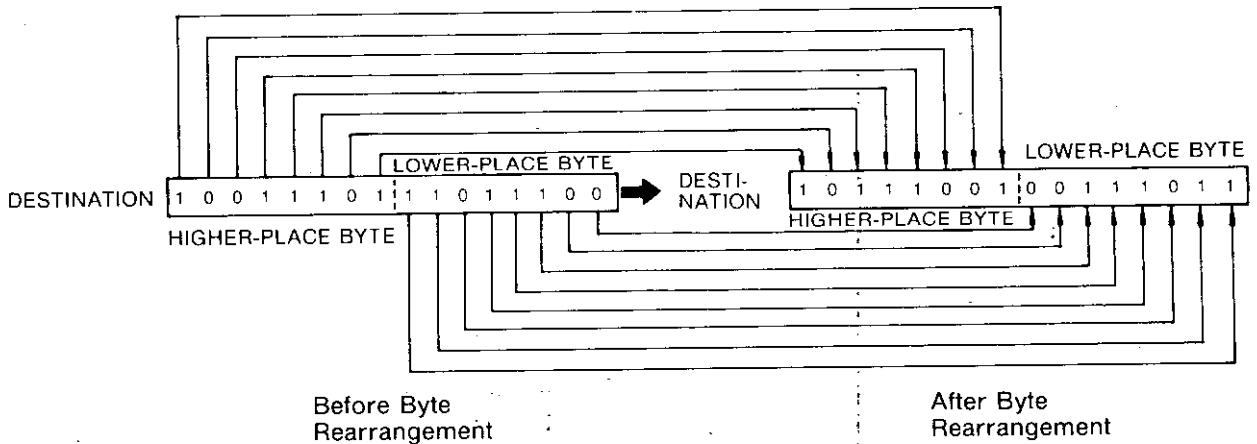 LOWER-PLACE BYTE
LOWER-PLACE BYTE
DESTINATION 1 0 0 1 1 1 0 1 1 1 0 1 1 1 0 0
DESTI-
NATION
1 0 1 1 1 0 0 1 0 0 1 1 1 0 1 1
HIGHER-PLACE BYTE
HIGHER-PLACE BYTE
Before Byte
Rearrangement
After Byte
Rearrangement